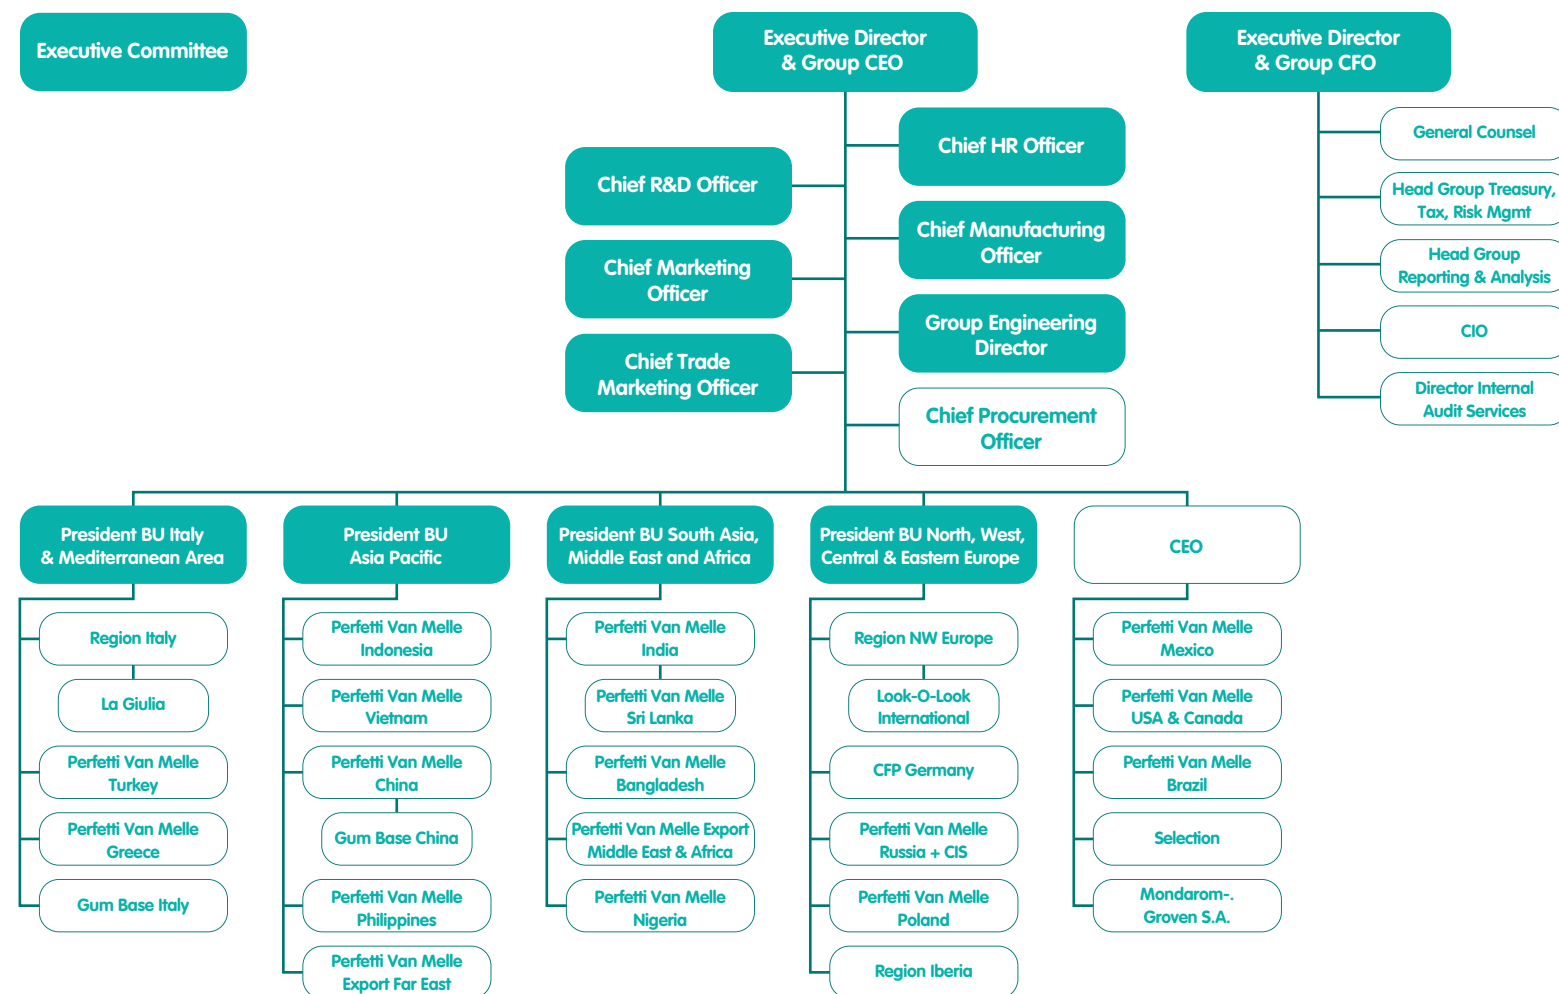 Executive Committee
Executive Director
& Group CEO
Executive Director
& Group CFO
Chief HR Officer
Chief R&D Officer
Chief Manufacturing
Officer
Chief Marketing
Officer
Group Engineering
Director
Chief Trade
Marketing Officer
Chief Procurement
Officer
General Counsel
Head Group Treasury,
Tax, Risk Mgmt
Head Group
Reporting & Analysis
CIO
Director Internal
Audit Services
President BU Italy
& Mediterranean Area
Region Italy
La Giulia
Perfetti Van Melle
Turkey
Perfetti Van Melle
Greece
Gum Base Italy
President BU
Asia Pacific
Perfetti Van Melle
Indonesia
Perfetti Van Melle
Vietnam
Perfetti Van Melle
China
Gum Base China
Perfetti Van Melle
Philippines
Perfetti Van Melle
Export Far East
President BU South Asia,
Middle East and Africa
Perfetti Van Melle
India
Perfetti Van Melle
Sri Lanka
Perfetti Van Melle
Bangladesh
Perfetti Van Melle Export
Middle East & Africa
Perfetti Van Melle
Nigeria
President BU North, West,
Central & Eastern Europe
Region NW Europe
Look-O-Look
International
CFP Germany
Perfetti Van Melle
Russia + CIS
Perfetti Van Melle
Poland
Region Iberia
CEO
Perfetti Van Melle
Mexico
Perfetti Van Melle
USA & Canada
Perfetti Van Melle
Brazil
Selection
Mondarom-.
Groven S.A.